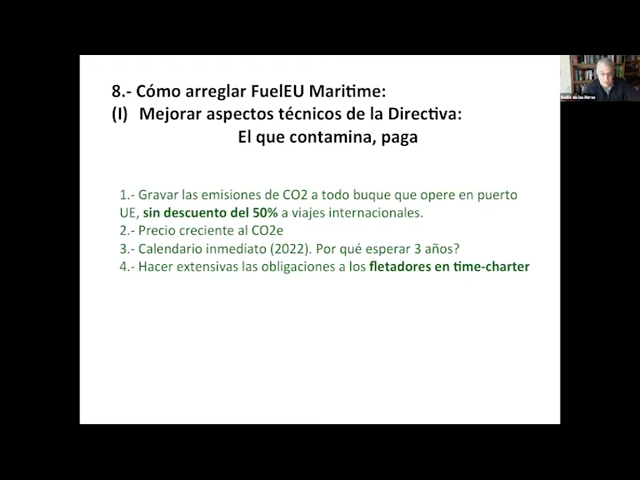 8.- Cómo arreglar FuelEU Maritime:
(I) Mejorar aspectos técnicos de la Directiva:
El que contamina, paga
1.- Gravar las emisiones de CO2 a todo buque que opere en puerto
UE, sin descuento del 50% a viajes internacionales.
2.- Precio creciente al CO2e
3.- Calendario inmediato (2022). Por qué esperar 3 años?
4.- Hacer extensivas las obligaciones a los fletadores en time-charter